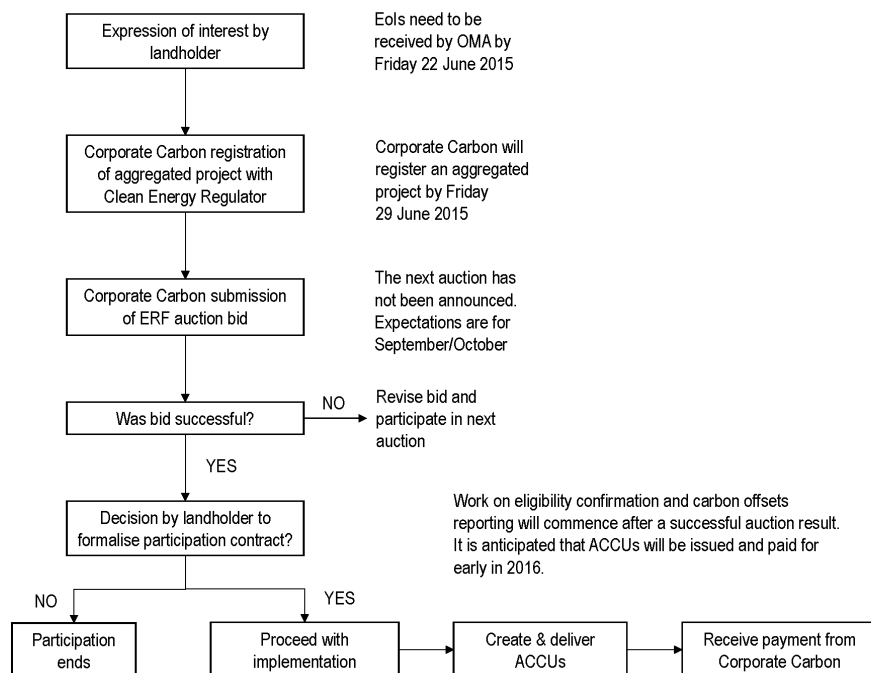 Expression of interest by
landholder
EoIs need to be
received by OMA by
Friday 22 June 2015
Corporate Carbon registration
of aggregated project with
Clean Energy Regulator
Corporate Carbon will
register an aggregated
project by Friday
29 June 2015
Corporate Carbon submission
of ERF auction bid
The next auction has
not been announced.
Expectations are for
September/October
Was bid successful?
NO
Revise bid and
participate in next
auction
YES
Decision by landholder to
formalise participation contract?
Work on eligibility confirmation and carbon offsets
reporting will commence after a successful auction result.
It is anticipated that ACCUs will be issued and paid for
early in 2016.
NO
YES
Participation
ends
Proceed with
implementation
Create & deliver
ACCUs
Receive payment from
Corporate Carbon